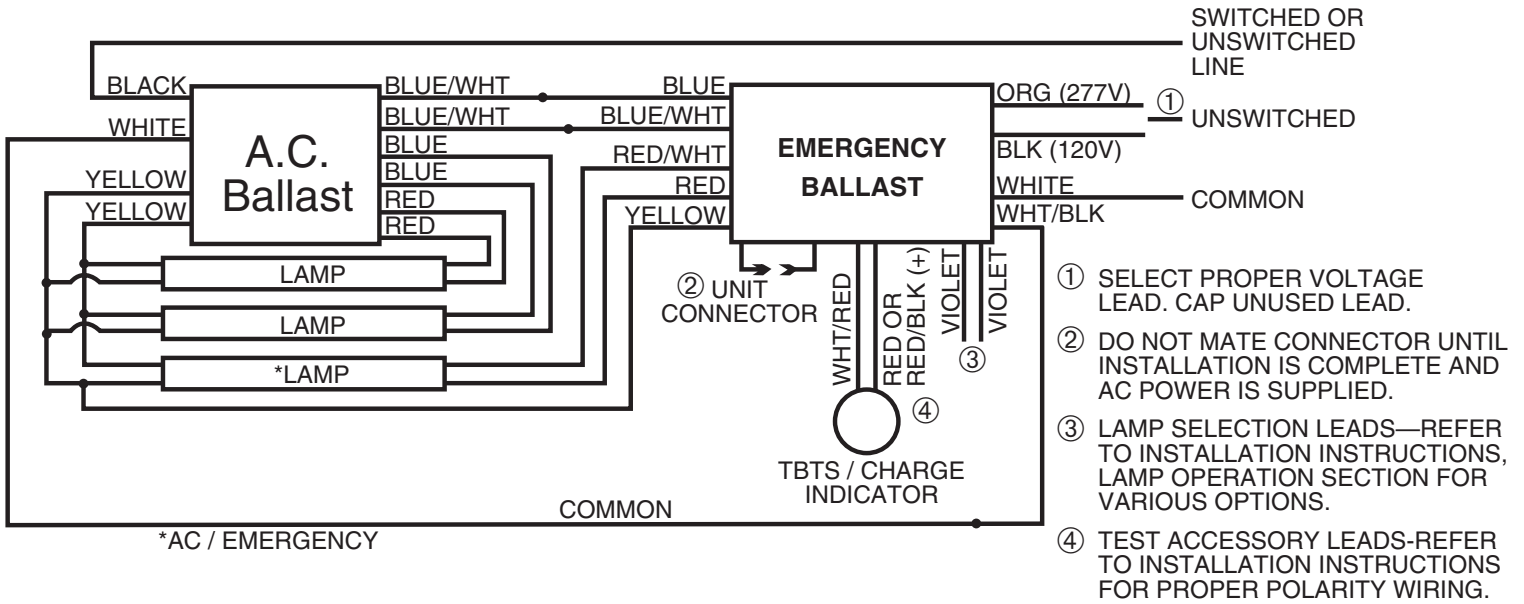 SWITCHED OR
UNSWITCHED
LINE
BLACK
WHITE
YELLOW
YELLOW
A.C.
Ballast
BLUE/WHT
BLUE/WHT
BLUE
BLUE
RED
RED
BLUE
BLUE/WHT
RED/WHT
RED
YELLOW
EMERGENCY
BALLAST
ORG (277V)
①
UNSWITCHED
BLK (120V)
WHITE
COMMON
WHT/BLK
LAMP
LAMP
*LAMP
② UNIT
CONNECTOR
WHT/RED
RED OR
RED/BLK (+)
VIOLET
VIOLET
③
④
TBTS / CHARGE
INDICATOR
COMMON
*AC / EMERGENCY
① SELECT PROPER VOLTAGE
LEAD. CAP UNUSED LEAD.
② DO NOT MATE CONNECTOR UNTIL
INSTALLATION IS COMPLETE AND
AC POWER IS SUPPLIED.
③ LAMP SELECTION LEADS—REFER
TO INSTALLATION INSTRUCTIONS,
LAMP OPERATION SECTION FOR
VARIOUS OPTIONS.
④ TEST ACCESSORY LEADS-REFER
TO INSTALLATION INSTRUCTIONS
FOR PROPER POLARITY WIRING.